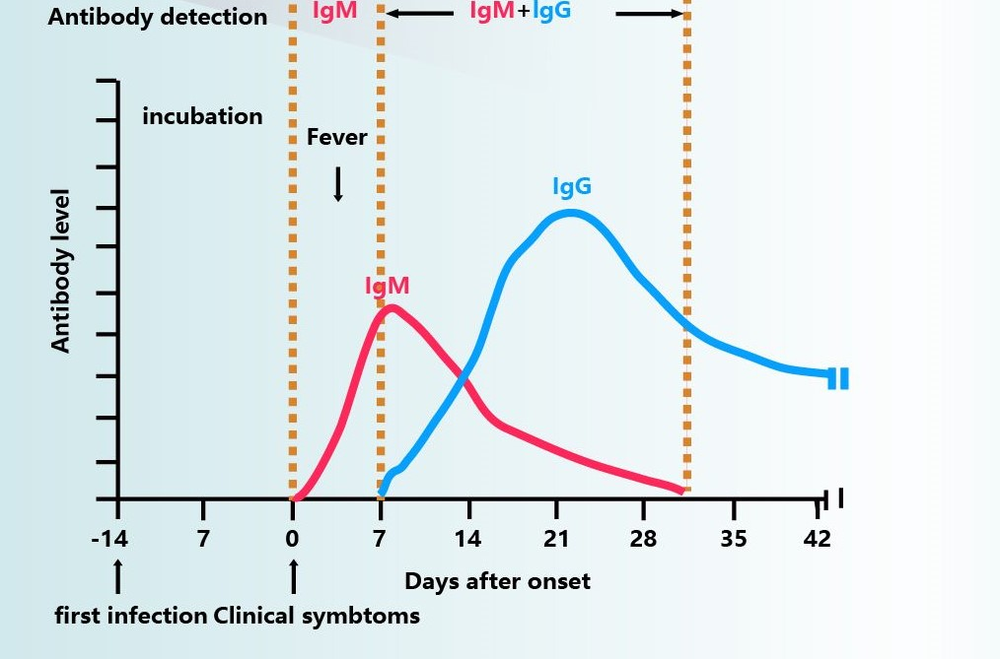 Antibody detection IgM IgM+IgG
incubation
Fever
IgG
IgM
Antibody level
-14 7 0 7 14 21 28 35 42
Days after onset
first infection Clinical symbtoms